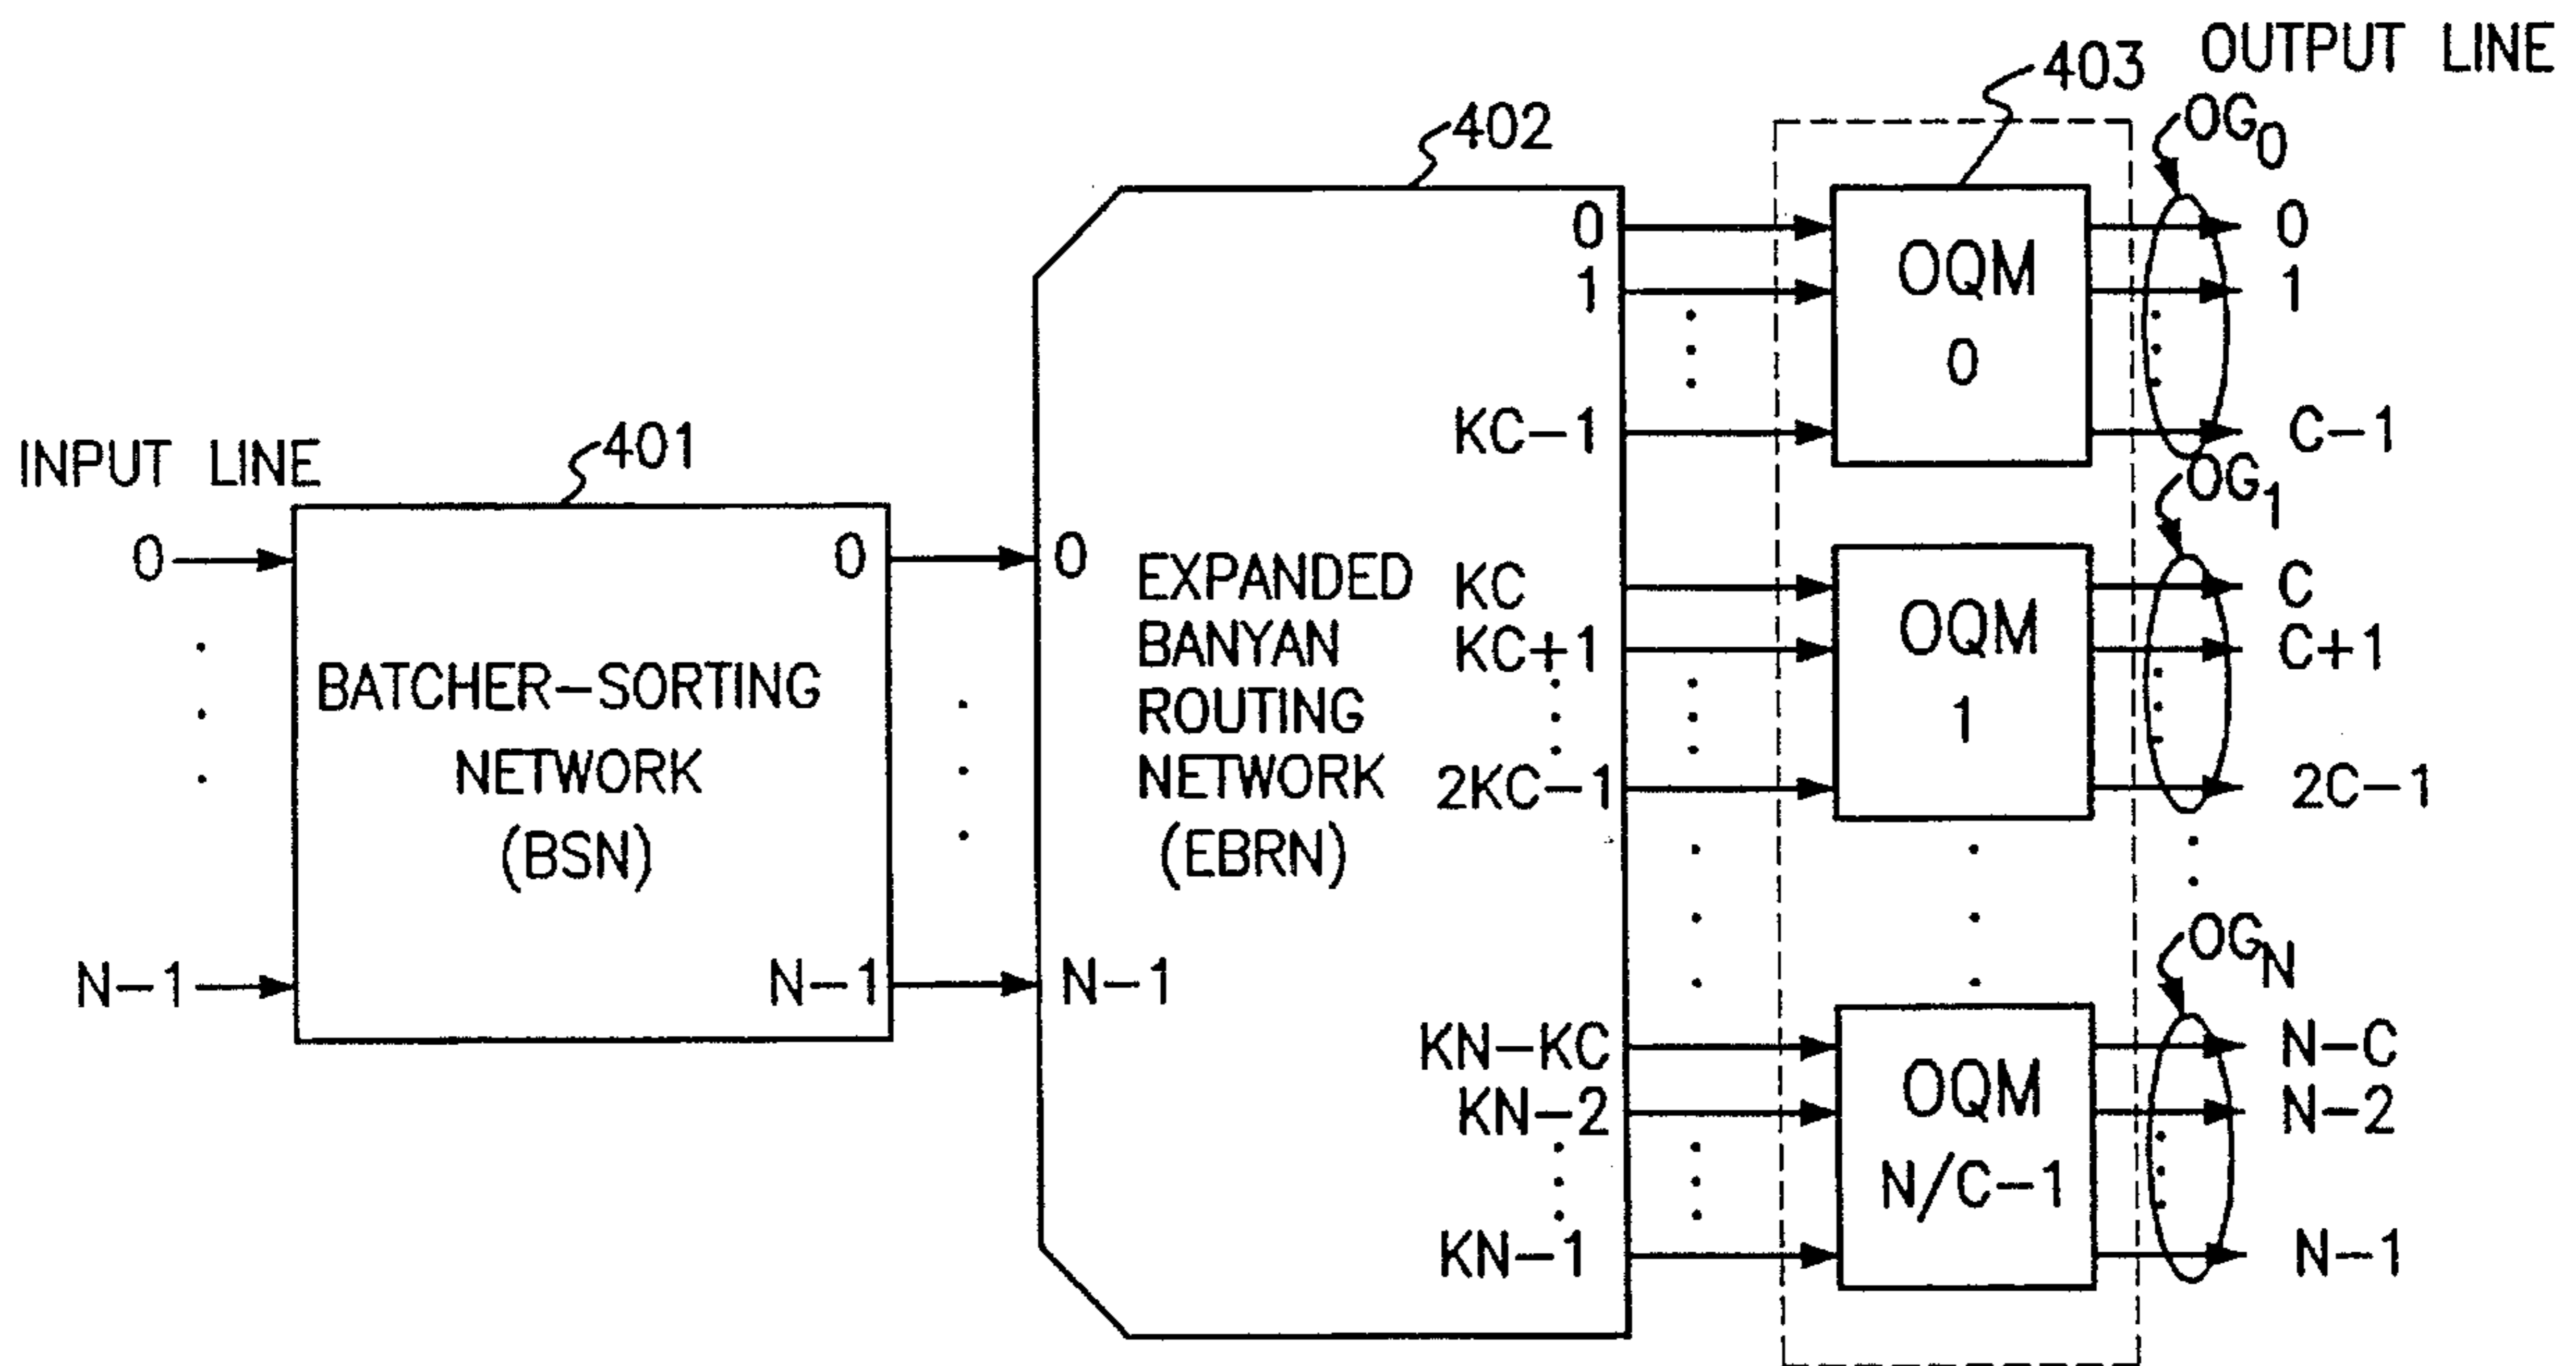 OUTPUT LINE
403
OG0
402
0
0
1
OQM
0
1
KC-1
C-1
INPUT LINE
401
OG1
0
0
0
BATCHER-SORTING
NETWORK
(BSN)
N-1
N-1
N-1
EXPANDED
BANYAN
ROUTING
NETWORK
(EBRN)
KC
KC+1
2KC-1
OQM
1
C
C+1
2C-1
OGN
KN-KC
KN-2
KN-1
OQM
N/C-1
N-C
N-2
N-1